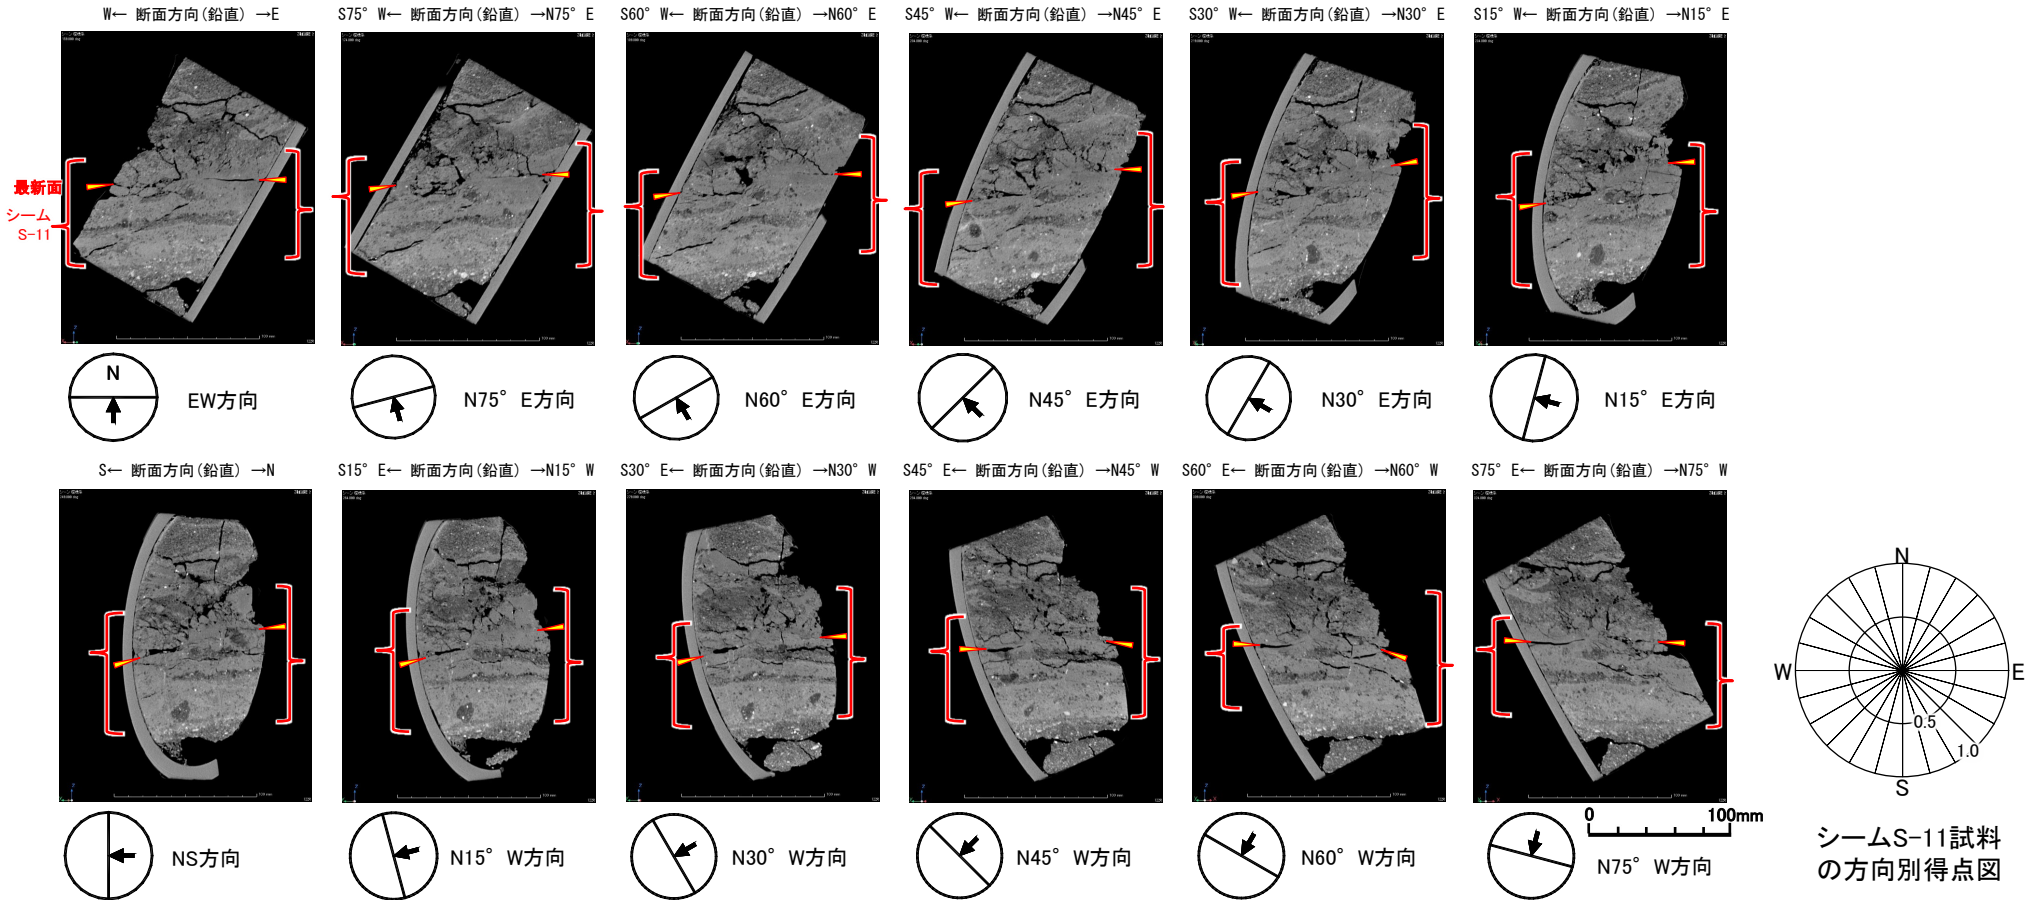 W← 断面方向(鉛直) →E
S75° W← 断面方向(鉛直) →N75° E
S60° W← 断面方向(鉛直) →N60° E
S45° W← 断面方向(鉛直) →N45° E
S30° W← 断面方向(鉛直) →N30° E
S15° W← 断面方向(鉛直) →N15° E
最新面
シーム
S-11
N
EW方向
N75° E方向
N60° E方向
N45° E方向
N30° E方向
N15° E方向
S← 断面方向(鉛直) →N
S15° E← 断面方向(鉛直) →N15° W
S30° E← 断面方向(鉛直) →N30° W
S45° E← 断面方向(鉛直) →N45° W
S60° E← 断面方向(鉛直) →N60° W
S75° E← 断面方向(鉛直) →N75° W
NS方向
N15° W方向
N30° W方向
N45° W方向
N60° W方向
N75° W方向
0 100mm
N
W E
0.5
1.0
S
シームS-11試料
の方向別得点図